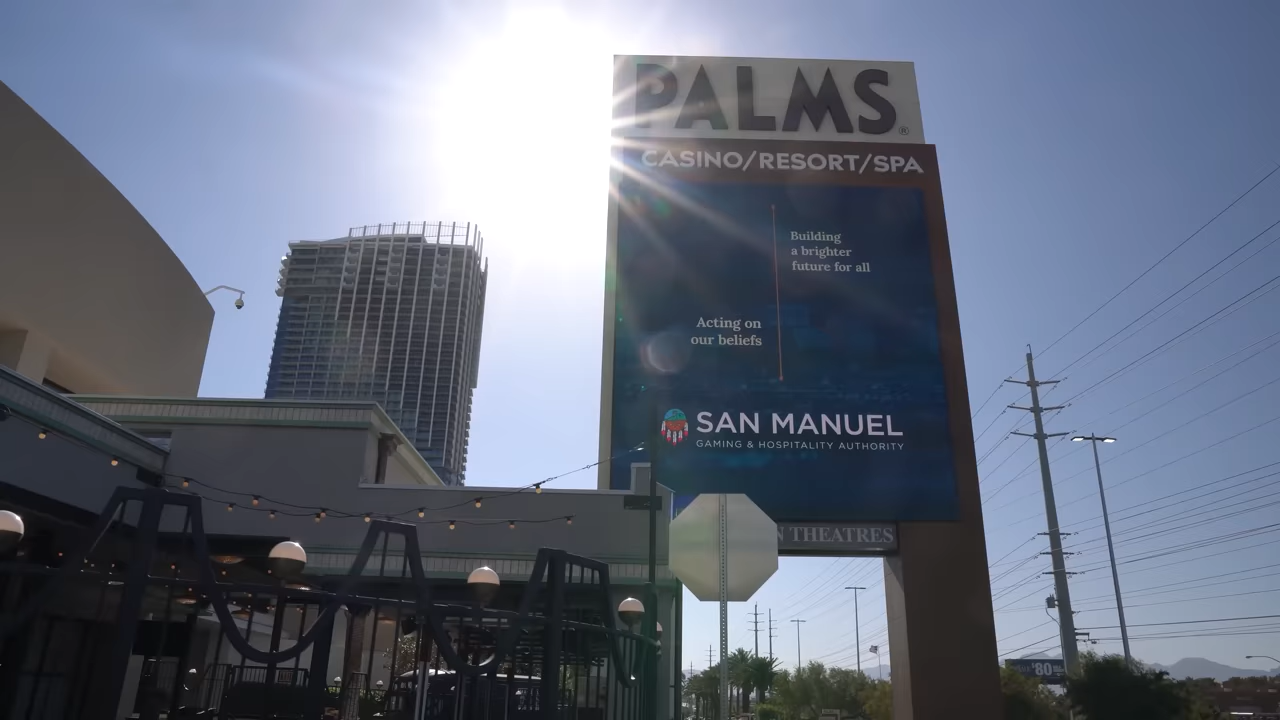 PALMS®
CASINO/RESORT/SPA
Building
a brighter
future for all
Acting on
our beliefs
SAN MANUEL
GAMING & HOSPITALITY AUTHORITY
THEATRES
'80